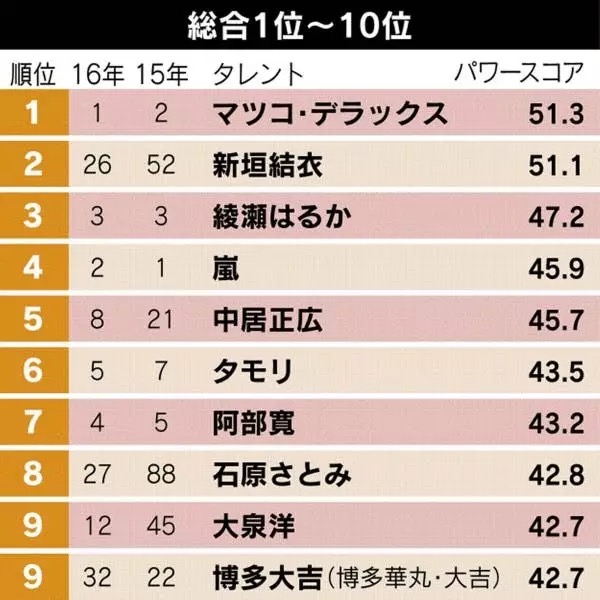 総合1位〜10位
順位 16年 15年 タレント パワースコア
1 1 2 マツコ・デラックス 51.3
2 26 52 新垣結衣 51.1
3 3 3 綾瀬はるか 47.2
4 2 1 嵐 45.9
5 8 21 中居正広 45.7
6 5 7 タモリ 43.5
7 4 5 阿部寛 43.2
8 27 88 石原さとみ 42.8
9 12 45 大泉洋 42.7
9 32 22 博多大吉（博多華丸・大吉） 42.7